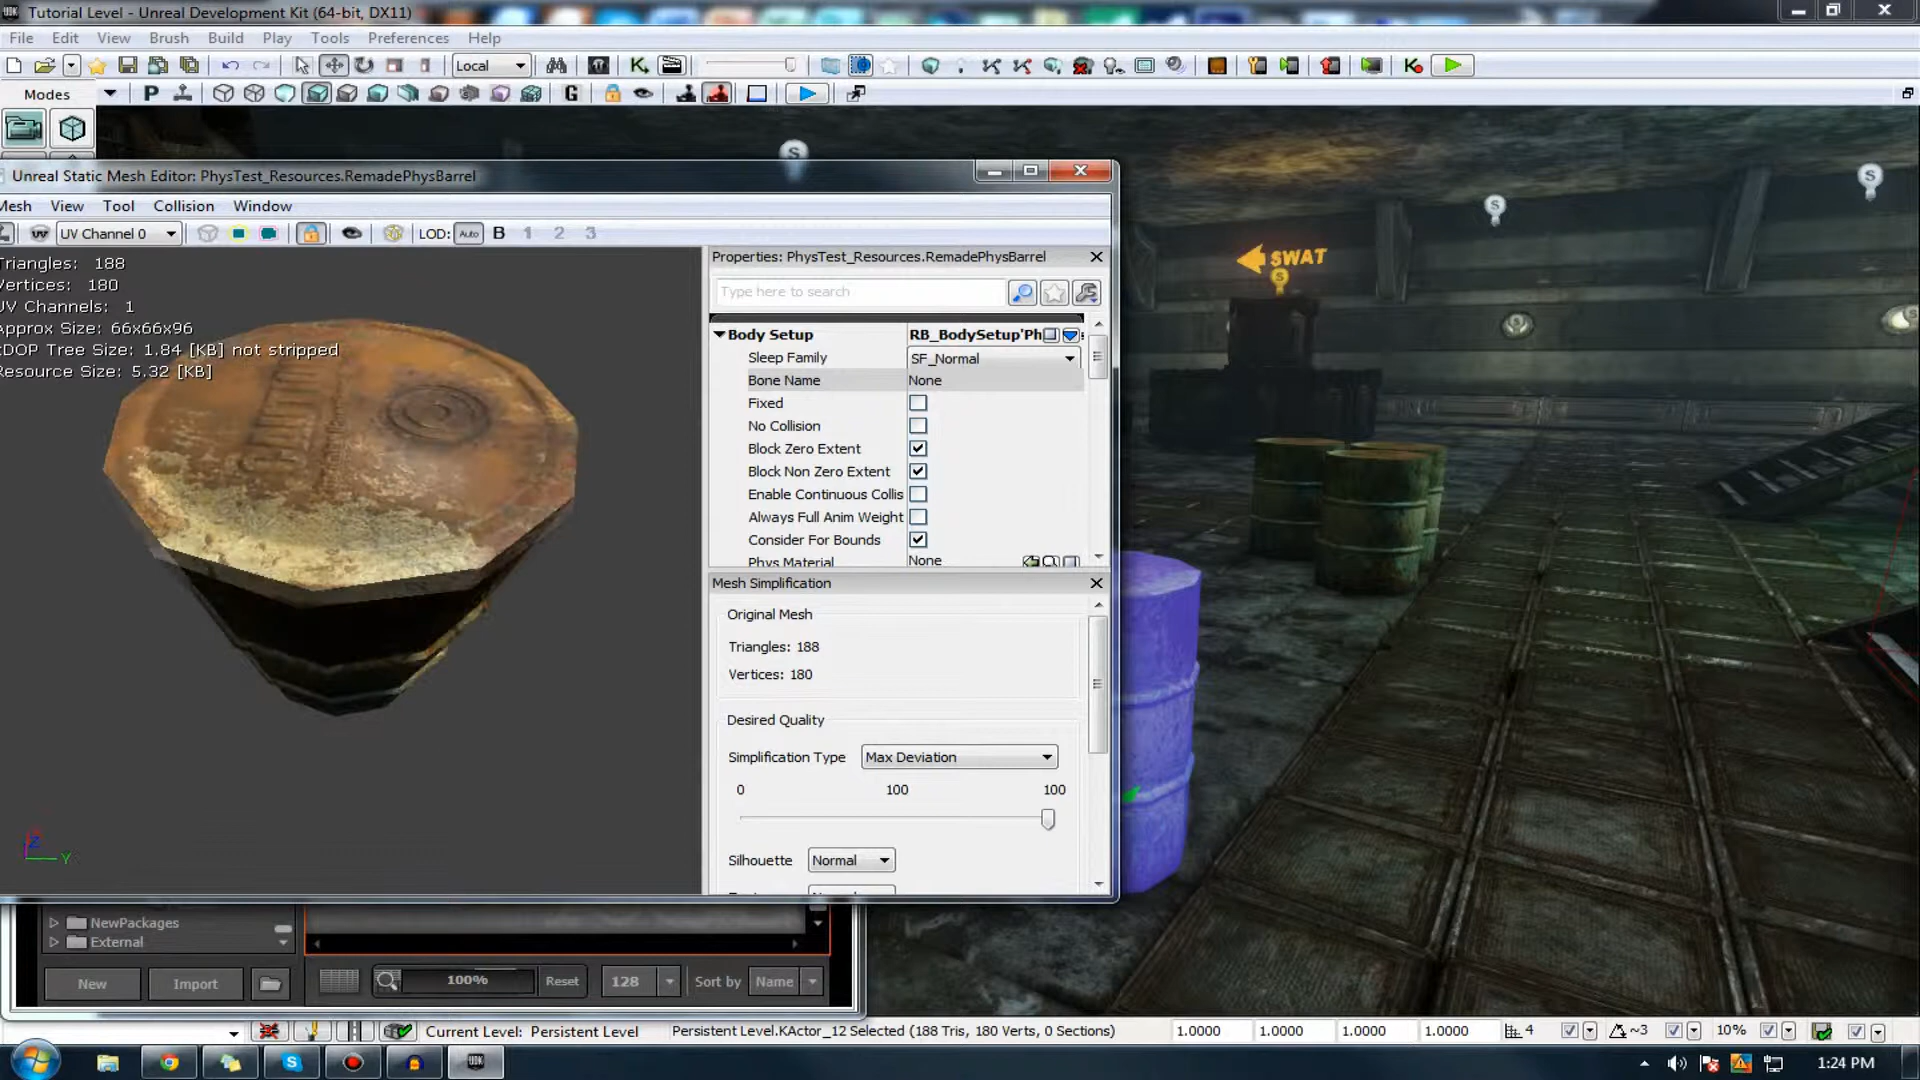 Tutorial Level - Unreal Development Kit (64-bit, DX11)
File Edit View Brush Build Play Tools Preferences Help
Local
Modes
P G
SWAT
Unreal Static Mesh Editor: PhysTest_Resources.RemadePhysBarrel
Mesh View Tool Collision Window
UV UV Channel 0 LOD: Auto B 1 2 3
Triangles: 188
Vertices: 180
UV Channels: 1
Approx Size: 66x66x96
kDOP Tree Size: 1.84 [KB] not stripped
Resource Size: 5.32 [KB]
CAUTION
Properties: PhysTest_Resources.RemadePhysBarrel
Type here to search
Body Setup RB_BodySetup'Ph
Sleep Family SF_Normal
Bone Name None
Fixed
No Collision
Block Zero Extent
Block Non Zero Extent
Enable Continuous Collis
Always Full Anim Weight
Consider For Bounds
Phys Material None
Mesh Simplification
Original Mesh
Triangles: 188
Vertices: 180
Desired Quality
Simplification Type Max Deviation
0 100 100
Silhouette Normal
Z
Y
NewPackages
External
New Import 100% Reset 128 Sort by Name
Current Level: Persistent Level Persistent Level.KActor_12 Selected (188 Tris, 180 Verts, 0 Sections) 1.0000 1.0000 1.0000 1.0000 4 ~3 10%
1:24 PM